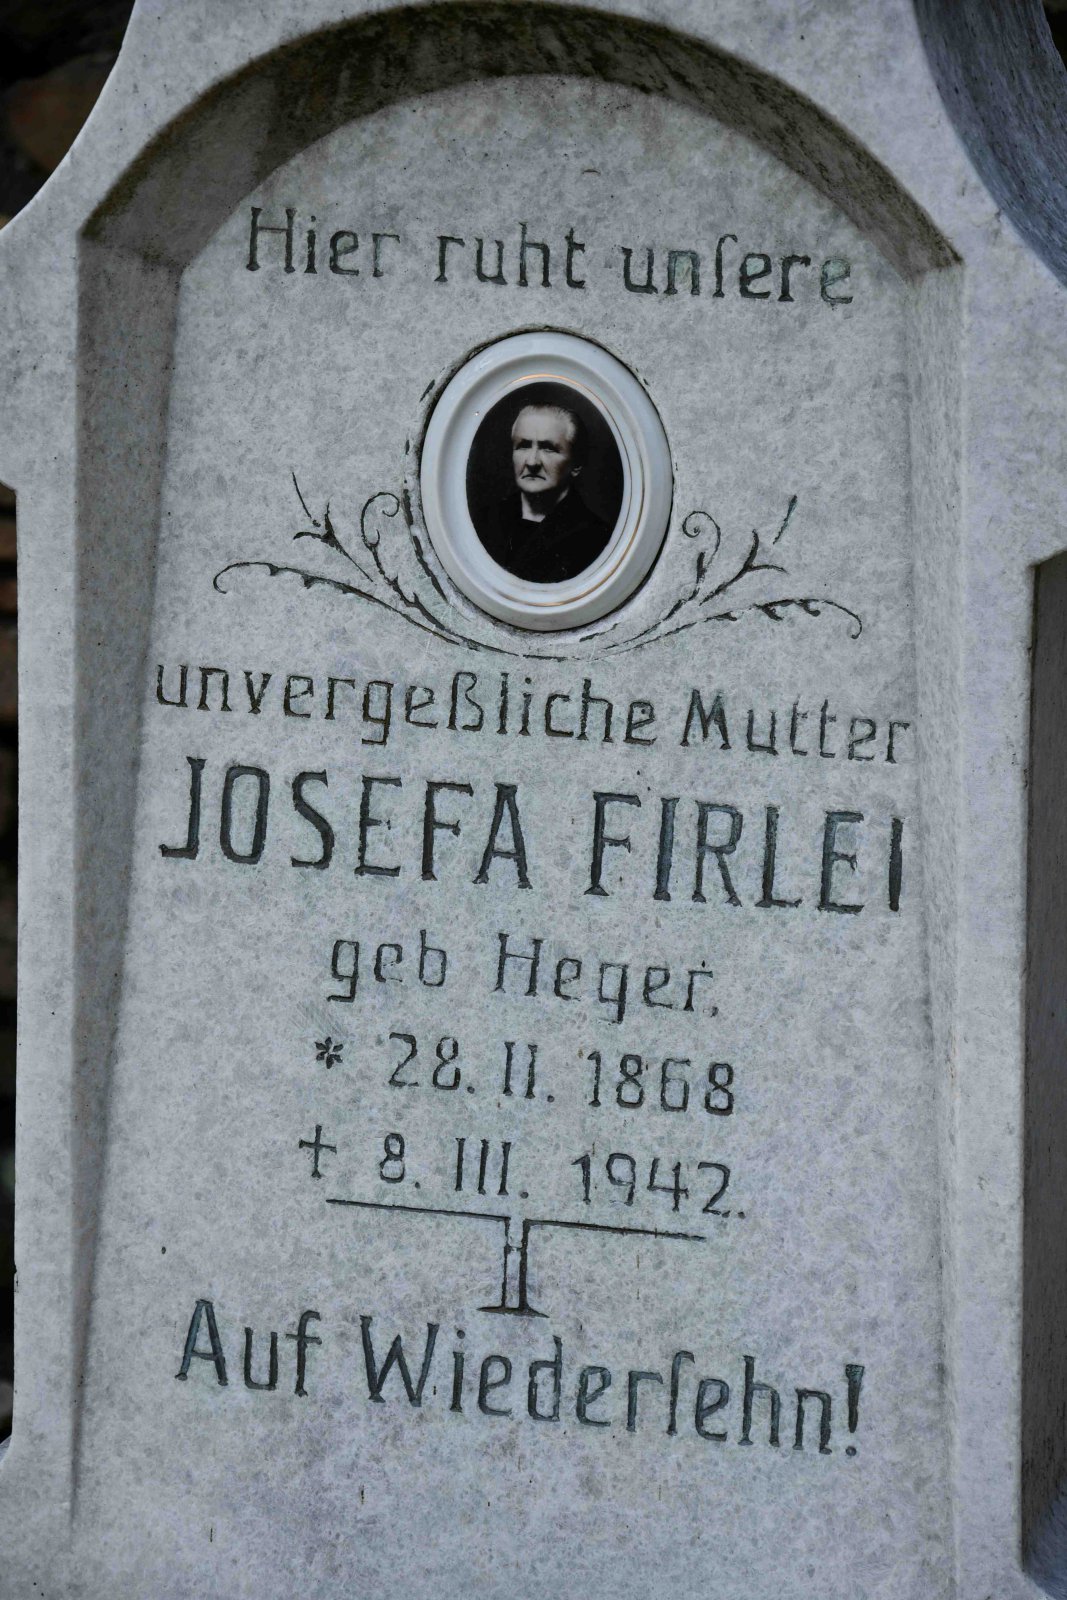 Hier ruht unſere
unvergeßliche Mutter
JOSEFA FIRLEI
geb Heger.
* 28. II. 1868
✝ 8. III. 1942.
Auf Wiederſehn!